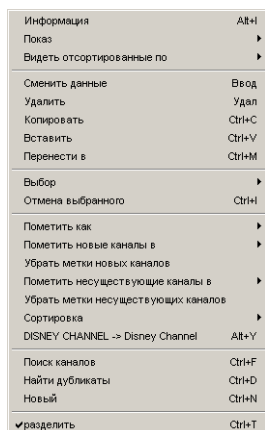 Информация Alt+I
Показ
Видеть отсортированные по
Сменить данные Ввод
Удалить Удал
Копировать Ctrl+C
Вставить Ctrl+V
Перенести в Ctrl+M
Выбор
Отмена выбранного Ctrl+I
Пометить как
Пометить новые каналы в
Убрать метки новых каналов
Пометить несуществующие каналы в
Убрать метки несуществующих каналов
Сортировка
DISNEY CHANNEL -> Disney Channel Alt+Y
Поиск каналов Ctrl+F
Найти дубликаты Ctrl+D
Новый Ctrl+N
разделить Ctrl+T